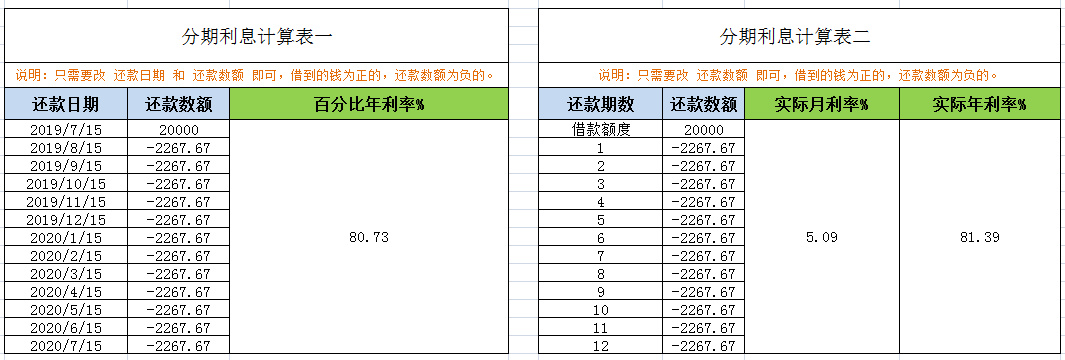 分期利息计算表一
说明：只需要改 还款日期 和 还款数额 即可，借到的钱为正的，还款数额为负的。
还款日期 还款数额 百分比年利率%
2019/7/15 20000
2019/8/15 -2267.67
2019/9/15 -2267.67
2019/10/15 -2267.67
2019/11/15 -2267.67
2019/12/15 -2267.67
2020/1/15 -2267.67 80.73
2020/2/15 -2267.67
2020/3/15 -2267.67
2020/4/15 -2267.67
2020/5/15 -2267.67
2020/6/15 -2267.67
2020/7/15 -2267.67
分期利息计算表二
说明：只需要改 还款数额 即可，借到的钱为正的，还款数额为负的。
还款期数 还款数额 实际月利率% 实际年利率%
借款额度 20000
1 -2267.67
2 -2267.67
3 -2267.67
4 -2267.67
5 -2267.67
6 -2267.67 5.09 81.39
7 -2267.67
8 -2267.67
9 -2267.67
10 -2267.67
11 -2267.67
12 -2267.67